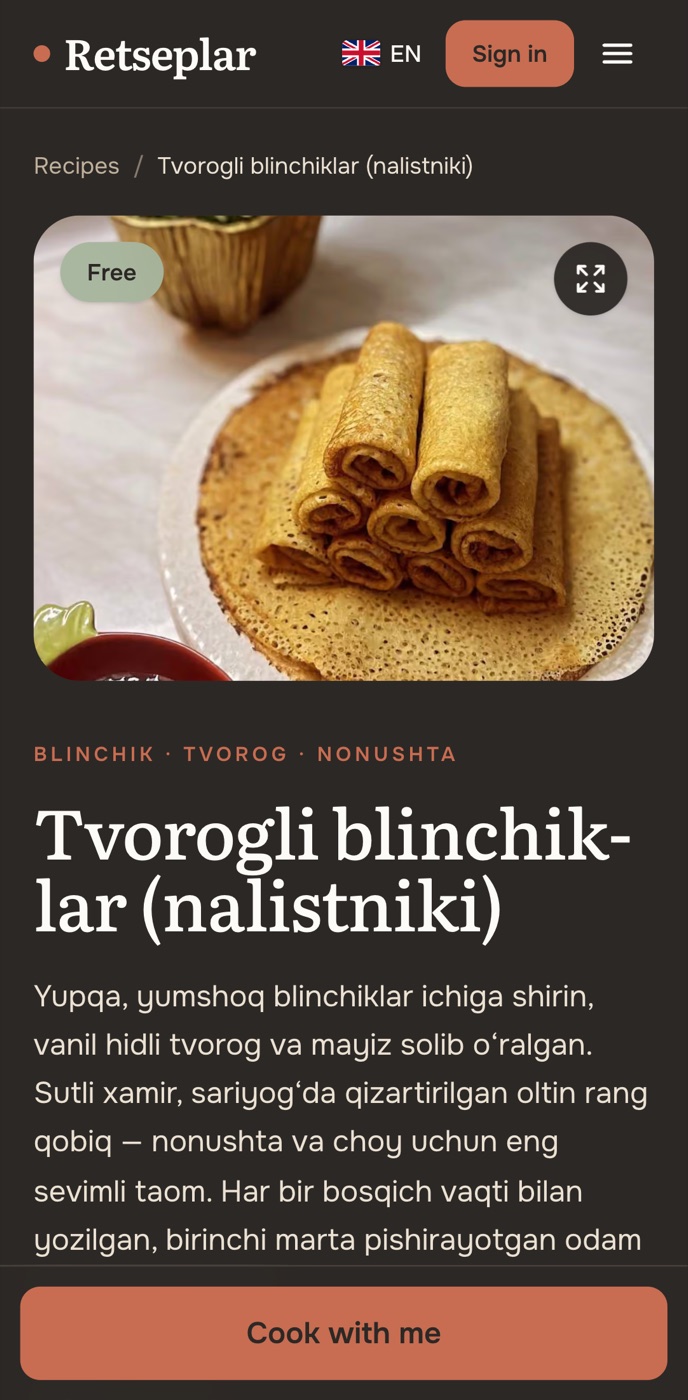 Retseplar
EN
Sign in
Recipes / Tvorogli blinchiklar (nalistniki)
Free
BLINCHIK · TVOROG · NONUSHTA
Tvorogli blinchik-
lar (nalistniki)
Yupqa, yumshoq blinchiklar ichiga shirin,
vanil hidli tvorog va mayiz solib oʻralgan.
Sutli xamir, sariyogʻda qizartirilgan oltin rang
qobiq — nonushta va choy uchun eng
sevimli taom. Har bir bosqich vaqti bilan
yozilgan, birinchi marta pishirayotgan odam
Cook with me